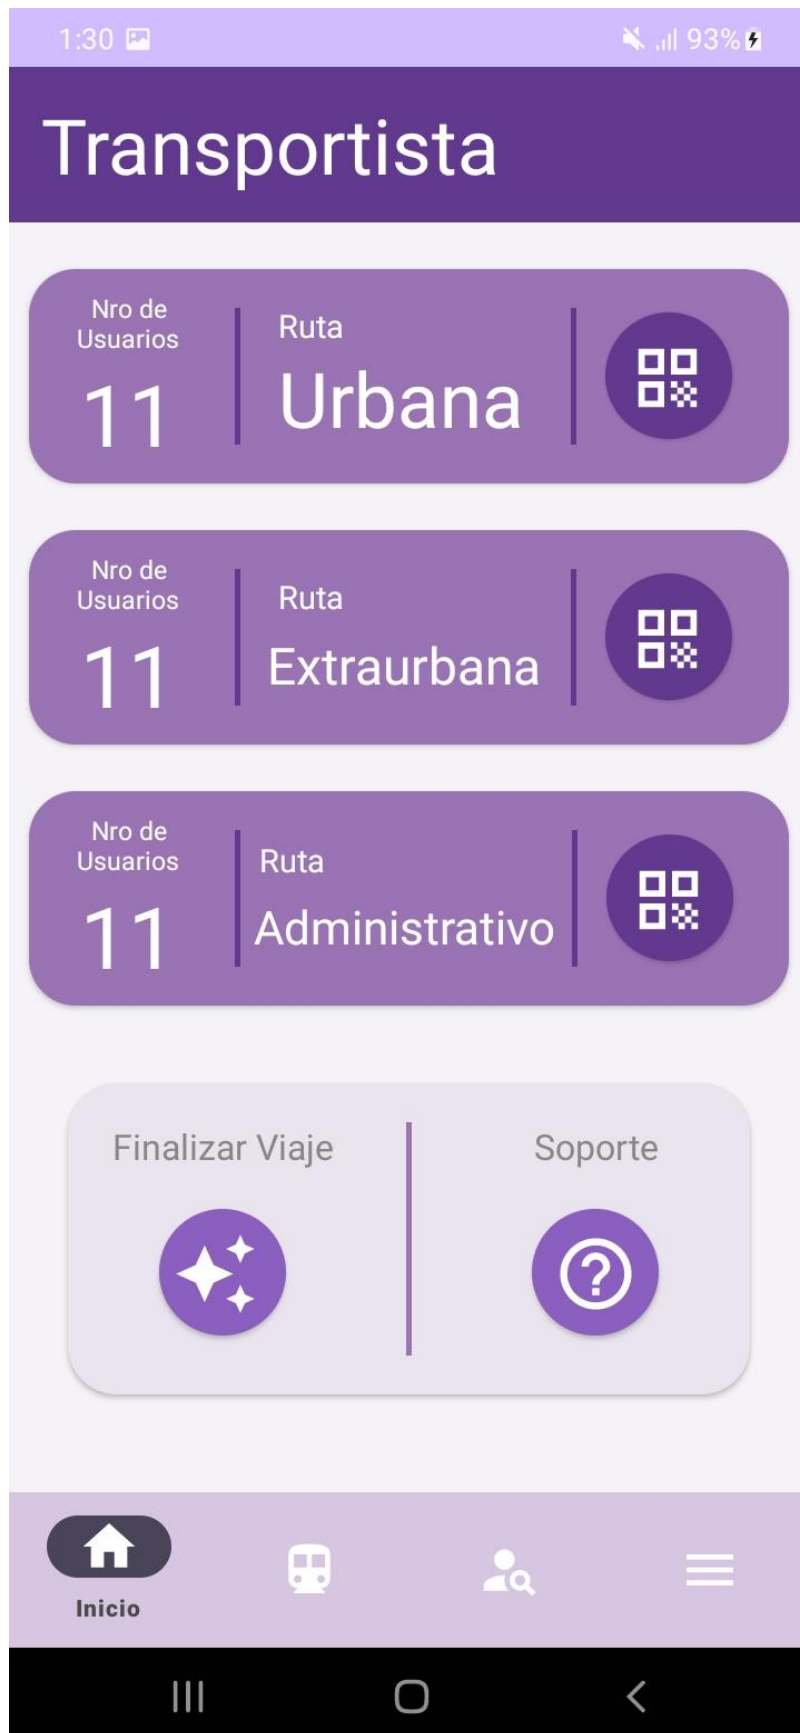 1:30
93%
Transportista
Nro de
Usuarios
11
Ruta
Urbana
Nro de
Usuarios
11
Ruta
Extraurbana
Nro de
Usuarios
11
Ruta
Administrativo
Finalizar Viaje
Soporte
Inicio